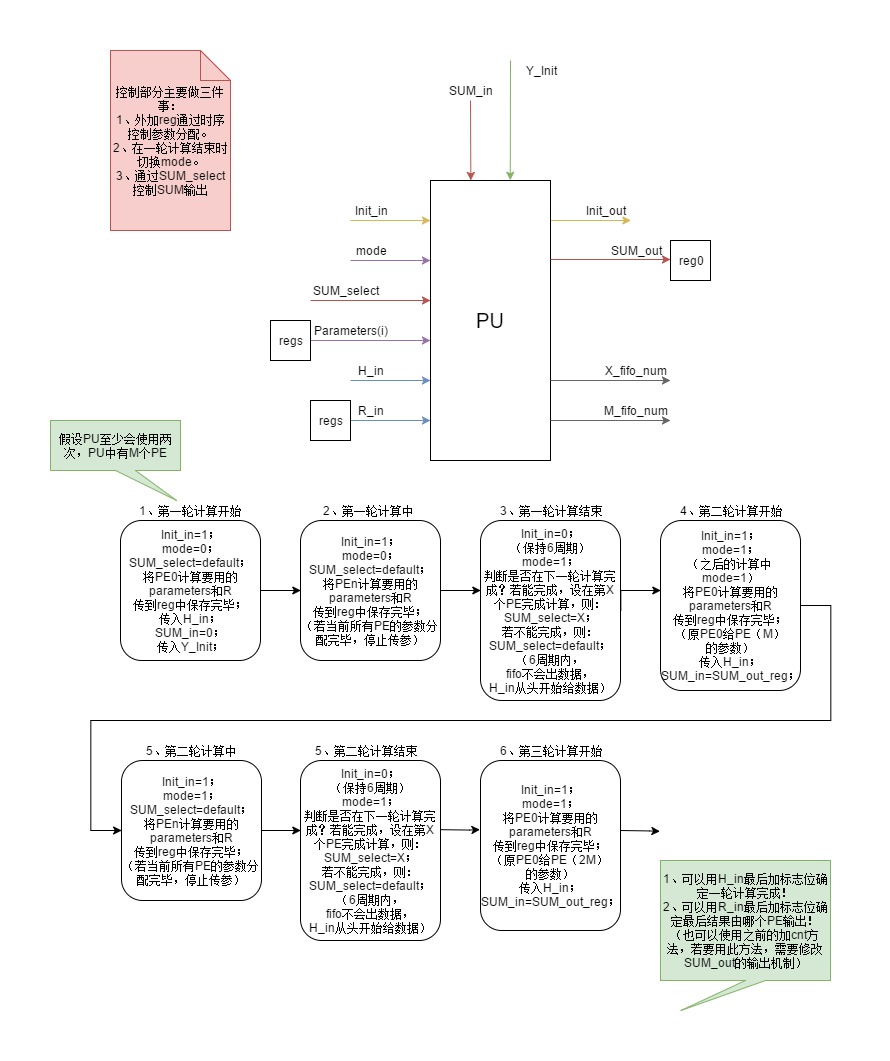 控制部分主要做三件
事：
1、外加reg通过时序
控制参数分配。
2、在一轮计算结束时
切换mode。
3、通过SUM_select
控制SUM输出
Y_Init
SUM_in
Init_in
Init_out
mode
SUM_out
reg0
SUM_select
PU
regs
Parameters(i)
H_in
X_fifo_num
regs
R_in
M_fifo_num
假设PU至少会使用两
次，PU中有M个PE
1、第一轮计算开始
Init_in=1；
mode=0；
SUM_select=default；
将PE0计算要用的
parameters和R
传到reg中保存完毕；
传入H_in；
SUM_in=0；
传入Y_Init；
2、第一轮计算中
Init_in=1；
mode=0；
SUM_select=default；
将PEn计算要用的
parameters和R
传到reg中保存完毕；
（若当前所有PE的参数分
配完毕，停止传参）
3、第一轮计算结束
Init_in=0；
（保持6周期）
mode=1；
判断是否在下一轮计算完
成？若能完成，设在第X
个PE完成计算，则：
SUM_select=X；
若不能完成，则：
SUM_select=default；
（6周期内，
fifo不会出数据，
H_in从头开始给数据）
4、第二轮计算开始
Init_in=1；
mode=1；
（之后的计算中
mode=1）
将PE0计算要用的
parameters和R
传到reg中保存完毕；
（原PE0给PE（M）
的参数）
传入H_in；
SUM_in=SUM_out_reg；
5、第二轮计算中
Init_in=1；
mode=1；
SUM_select=default；
将PEn计算要用的
parameters和R
传到reg中保存完毕；
（若当前所有PE的参数分
配完毕，停止传参）
5、第二轮计算结束
Init_in=0；
（保持6周期）
mode=1；
判断是否在下一轮计算完
成？若能完成，设在第X
个PE完成计算，则：
SUM_select=X；
若不能完成，则：
SUM_select=default；
（6周期内，
fifo不会出数据，
H_in从头开始给数据）
6、第三轮计算开始
Init_in=1；
mode=1；
将PE0计算要用的
parameters和R
传到reg中保存完毕；
（原PE0给PE（2M）
的参数）
传入H_in；
SUM_in=SUM_out_reg；
1、可以用H_in最后加标志位确
定一轮计算完成！
2、可以用R_in最后加标志位确
定最后结果由哪个PE输出！
（也可以使用之前的加cnt方
法，若要用此方法，需要修改
SUM_out的输出机制）